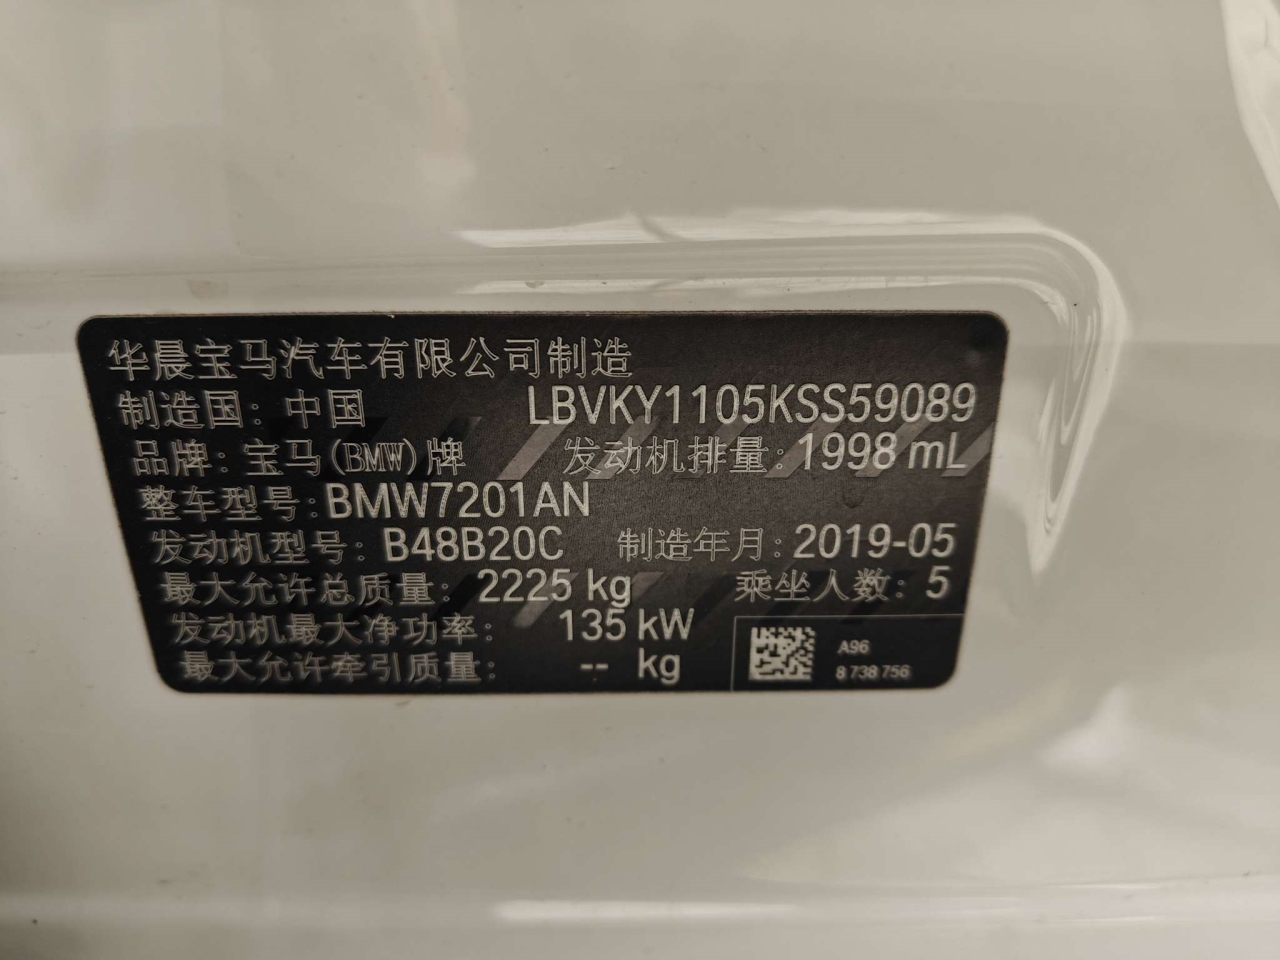 华晨宝马汽车有限公司制造
制造国：中国 LBVKY1105KSS59089
品牌：宝马(BMW)牌 发动机排量：1998 mL
整车型号：BMW7201AN
发动机型号：B48B20C 制造年月：2019-05
最大允许总质量：2225 kg 乘坐人数：5
发动机最大净功率：135 kW
最大允许牵引质量：-- kg
A96
8 738 756